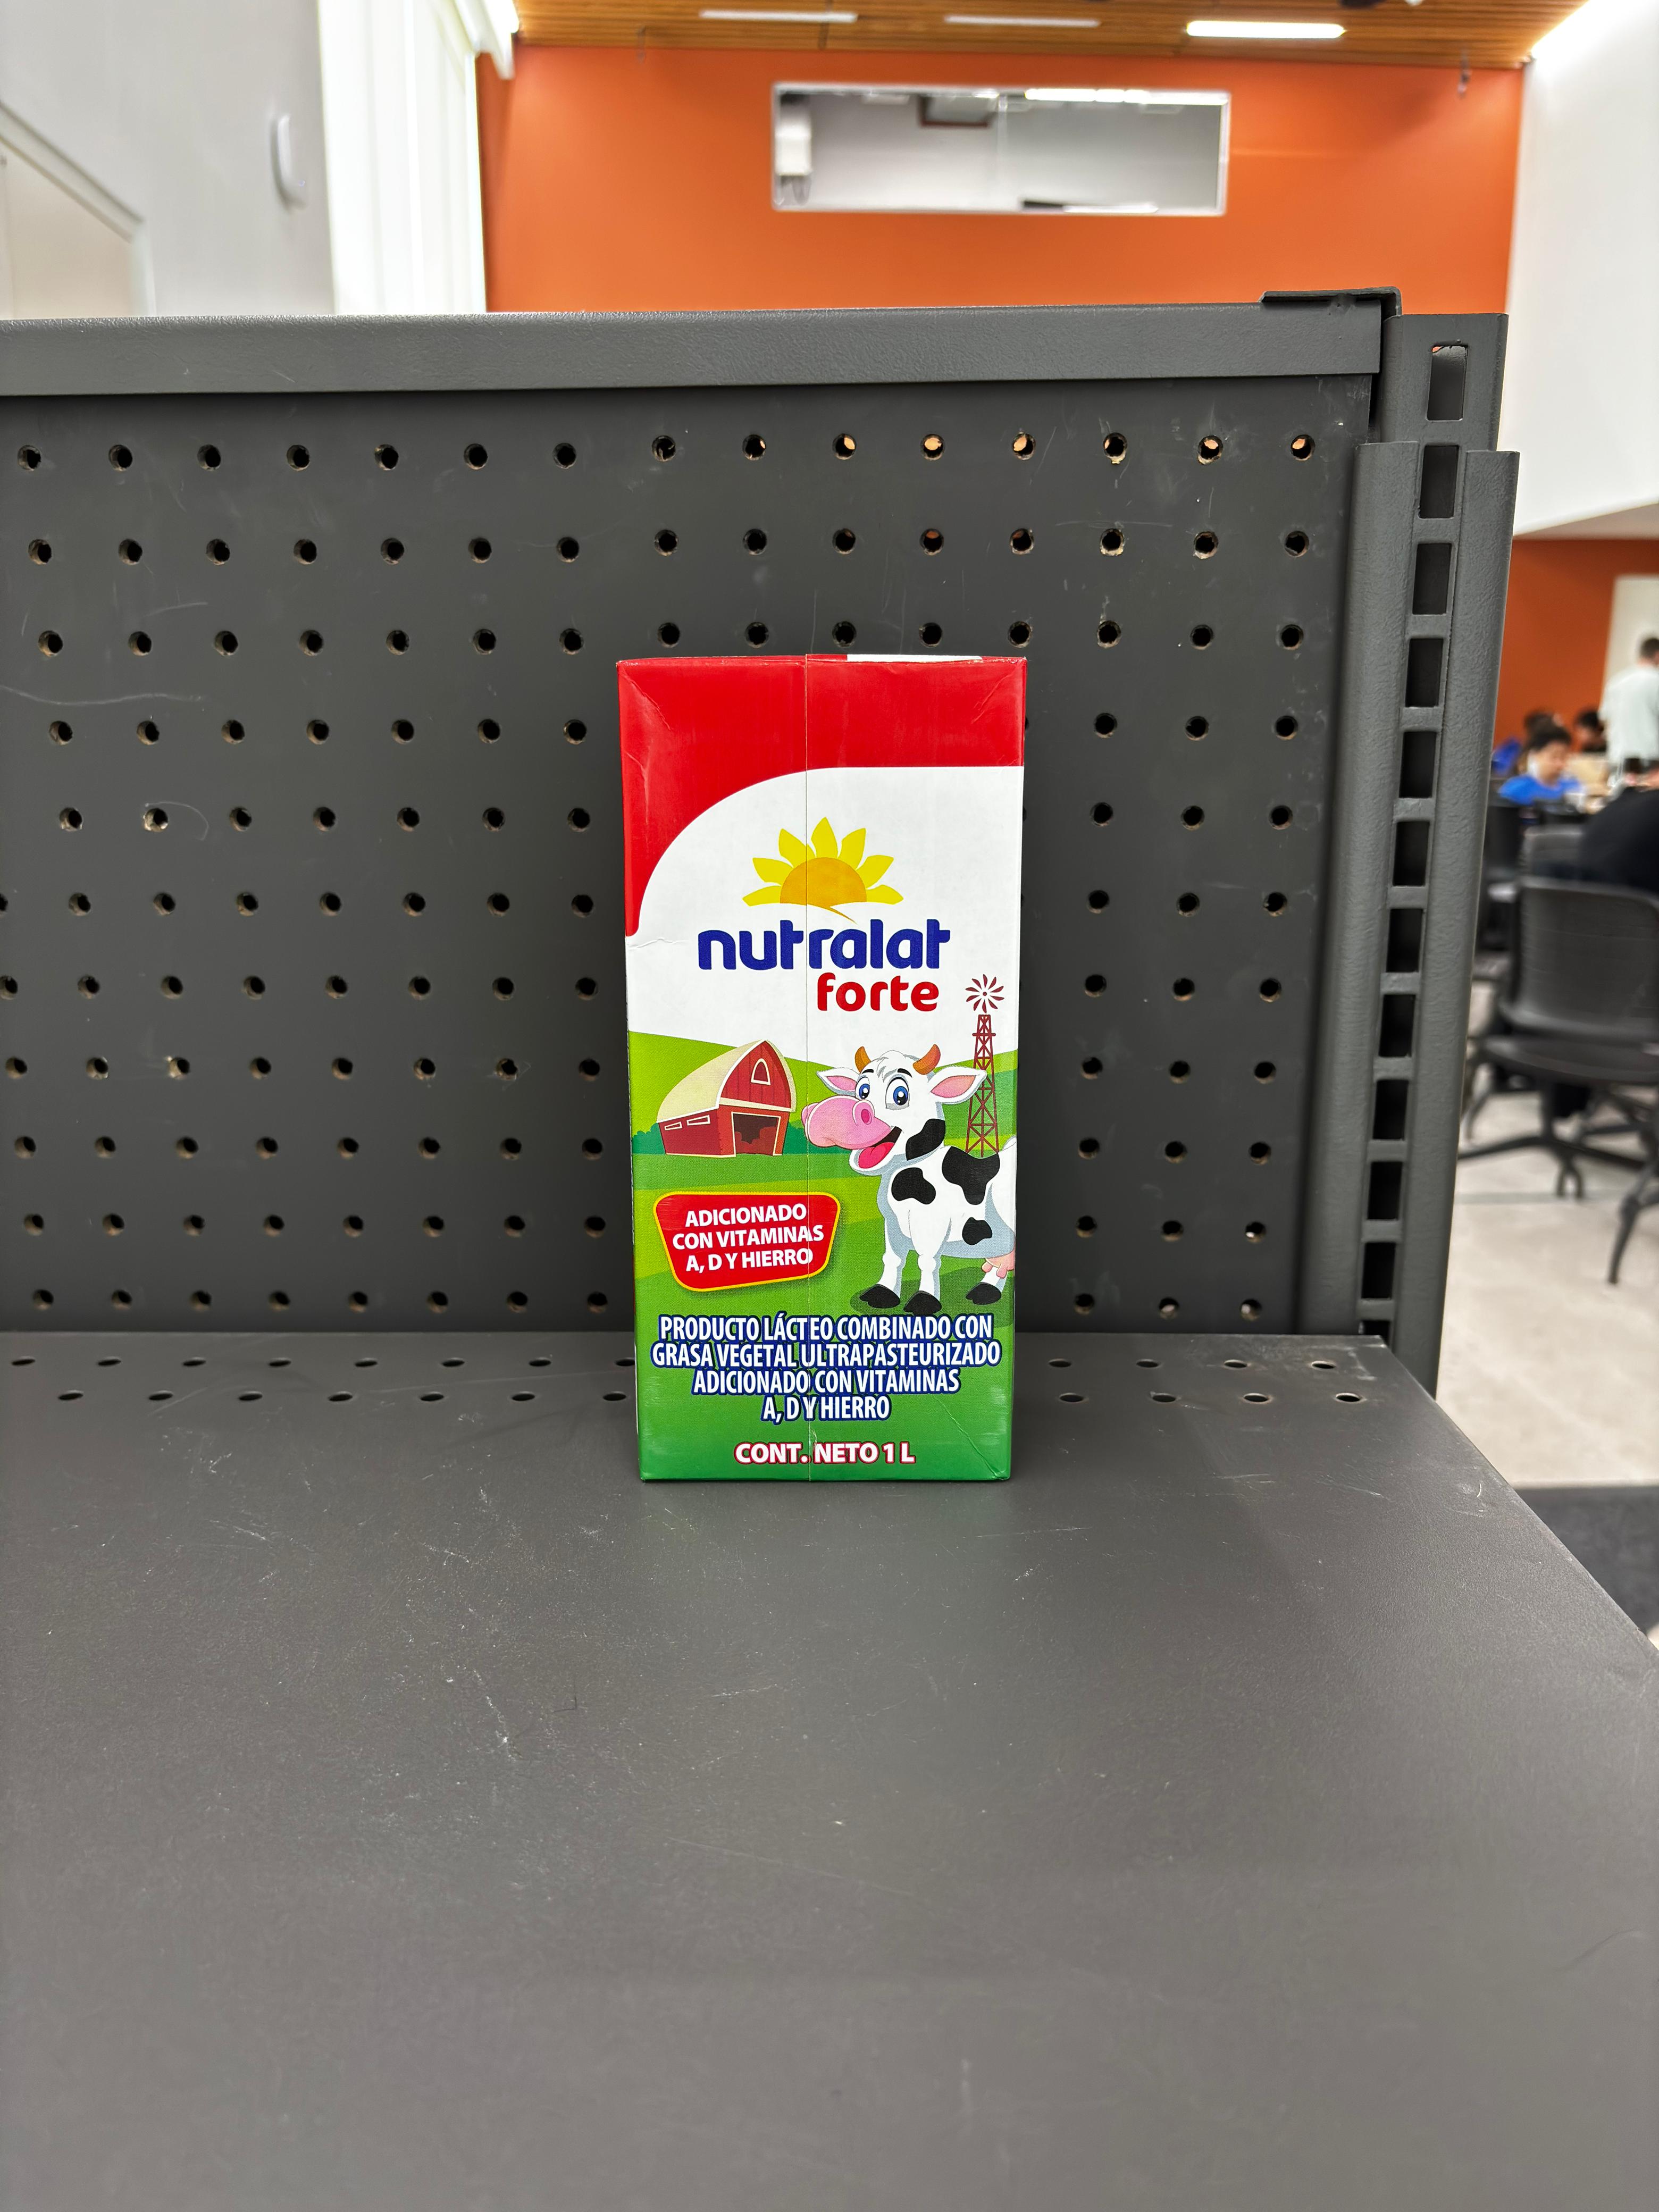 nutralat
forte
ADICIONADO
CON VITAMINAS
A, D Y HIERRO
PRODUCTO LÁCTEO COMBINADO CON
GRASA VEGETAL ULTRAPASTEURIZADO
ADICIONADO CON VITAMINAS
A, D Y HIERRO
CONT. NETO 1 L